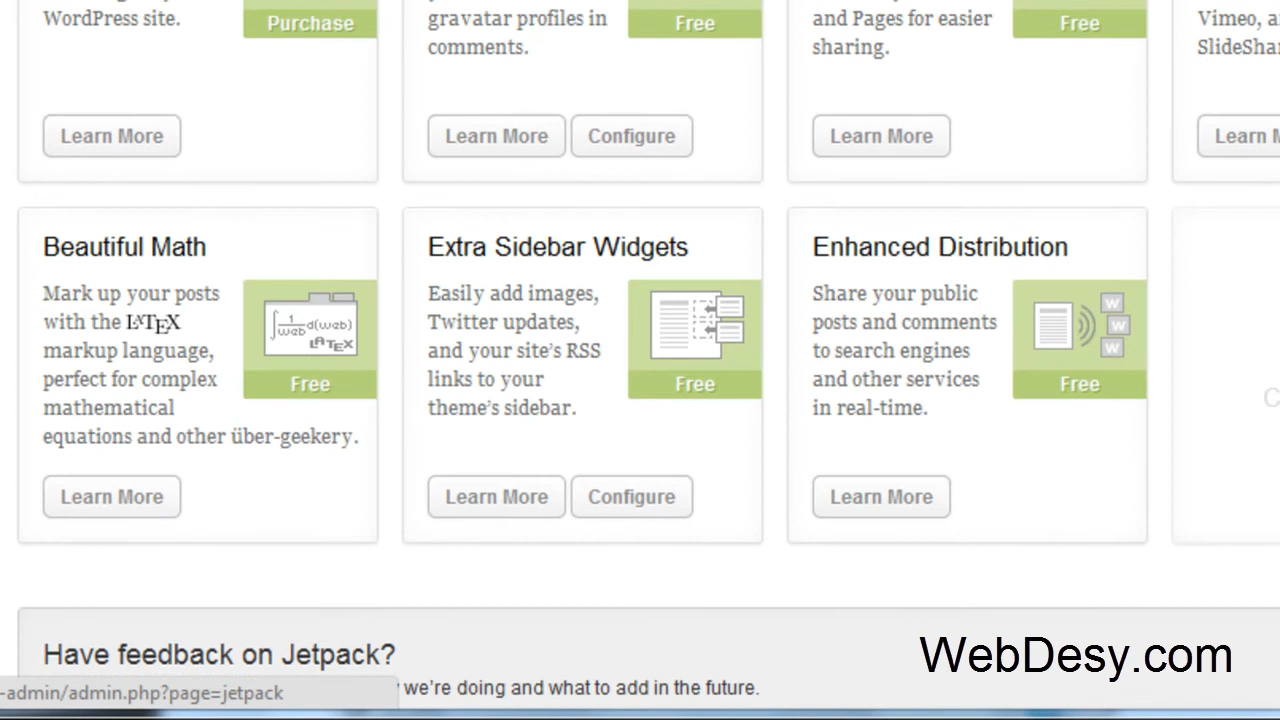 WordPress site.
Purchase
gravatar profiles in
comments.
Free
and Pages for easier
sharing.
Free
Vimeo, a
SlideShar
Learn More
Learn More
Configure
Learn More
Learn M
Beautiful Math
Mark up your posts
with the LATEX
markup language,
perfect for complex
mathematical
equations and other über-geekery.
∫ 1/web d(web)
LATEX
Free
Learn More
Extra Sidebar Widgets
Easily add images,
Twitter updates,
and your site’s RSS
links to your
theme’s sidebar.
Free
Learn More
Configure
Enhanced Distribution
Share your public
posts and comments
to search engines
and other services
in real-time.
W
W
W
Free
Learn More
C
Have feedback on Jetpack?
we’re doing and what to add in the future.
-admin/admin.php?page=jetpack
WebDesy.com